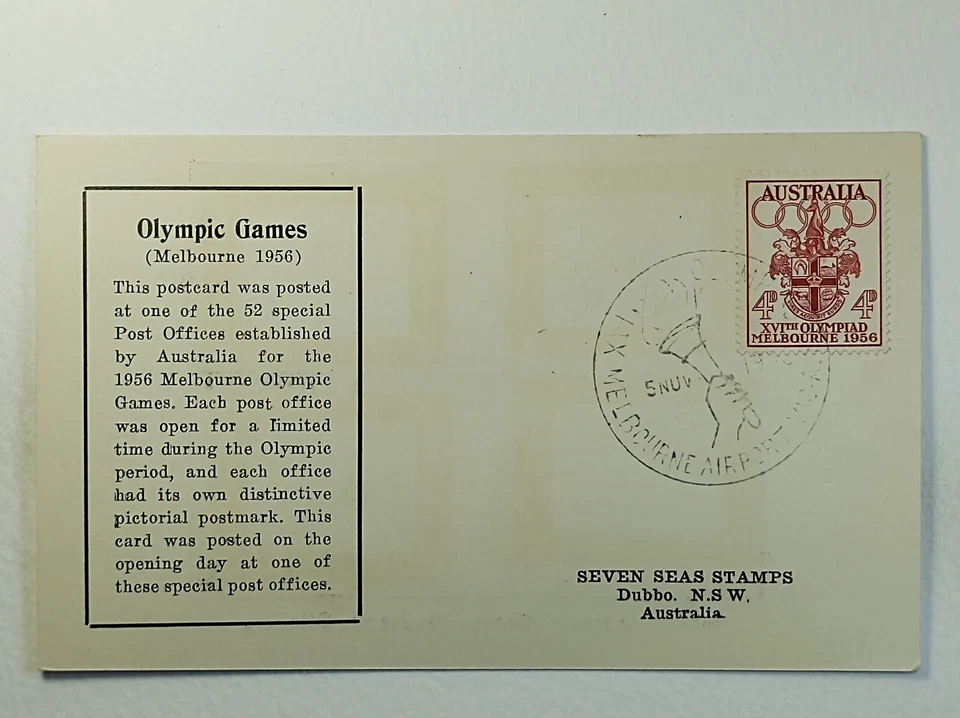 Olympic Games
(Melbourne 1956)
This postcard was posted
at one of the 52 special
Post Offices established
by Australia for the
1956 Melbourne Olympic
Games. Each post office
was open for a limited
time during the Olympic
period, and each office
had its own distinctive
pictorial postmark. This
card was posted on the
opening day at one of
these special post offices.
AUSTRALIA
4D 4D
XVITH OLYMPIAD
MELBOURNE 1956
XVI
5 NOV
MELBOURNE AIRPORT
SEVEN SEAS STAMPS
Dubbo. N.S W.
Australia